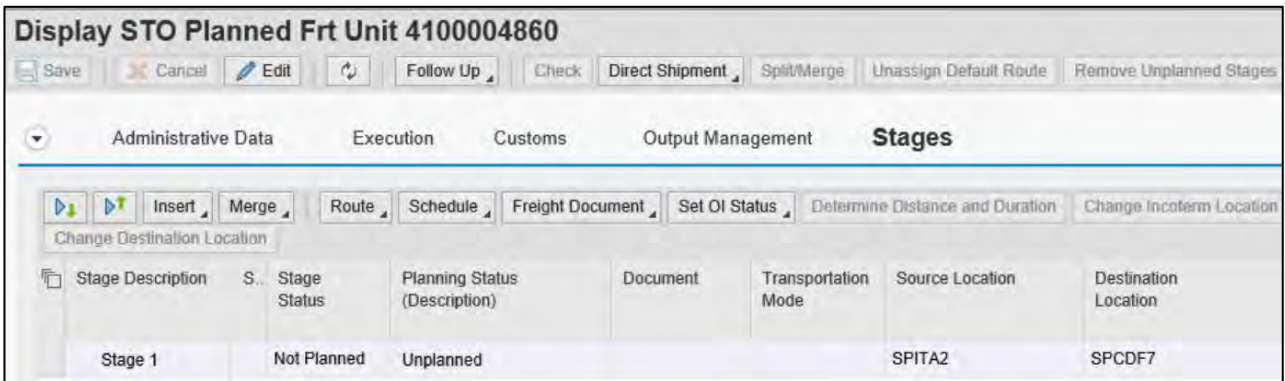 Display STO Planned Frt Unit 4100004860
Save Cancel Edit Follow Up Check Direct Shipment Split/Merge Unassign Default Route Remove Unplanned Stages
Administrative Data Execution Customs Output Management Stages
Insert Merge Route Schedule Freight Document Set OI Status Determine Distance and Duration Change Incoterm Location
Change Destination Location
Stage Description S.. Stage Planning Status Document Transportation Source Location Destination
Status (Description) Mode Location
Stage 1 Not Planned Unplanned SPITA2 SPCDF7